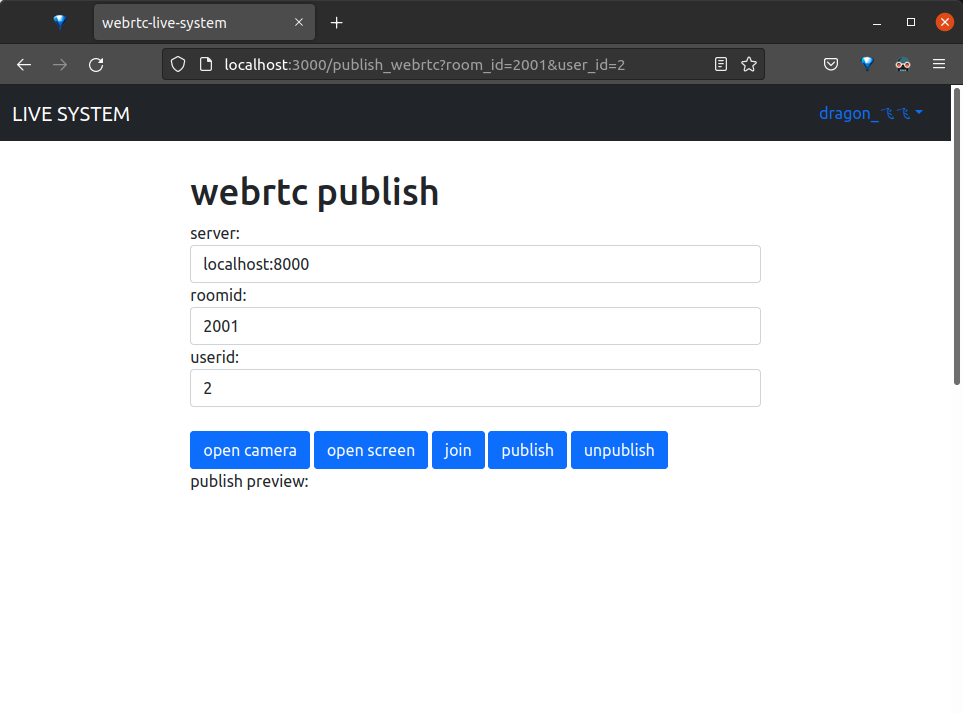 webrtc-live-system
localhost:3000/publish_webrtc?room_id=2001&user_id=2
LIVE SYSTEM
dragon_
webrtc publish
server:
localhost:8000
roomid:
2001
userid:
2
open camera open screen join publish unpublish
publish preview: